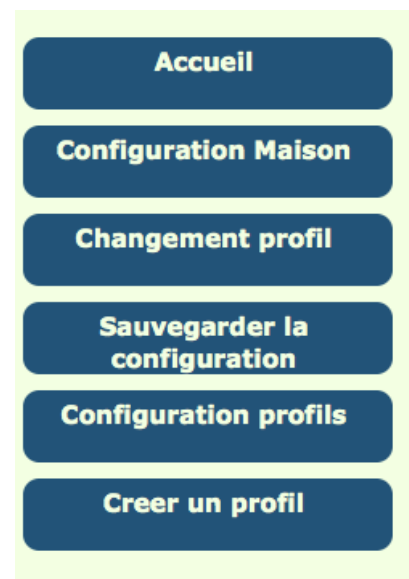 Accueil
Configuration Maison
Changement profil
Sauvegarder la
configuration
Configuration profils
Creer un profil